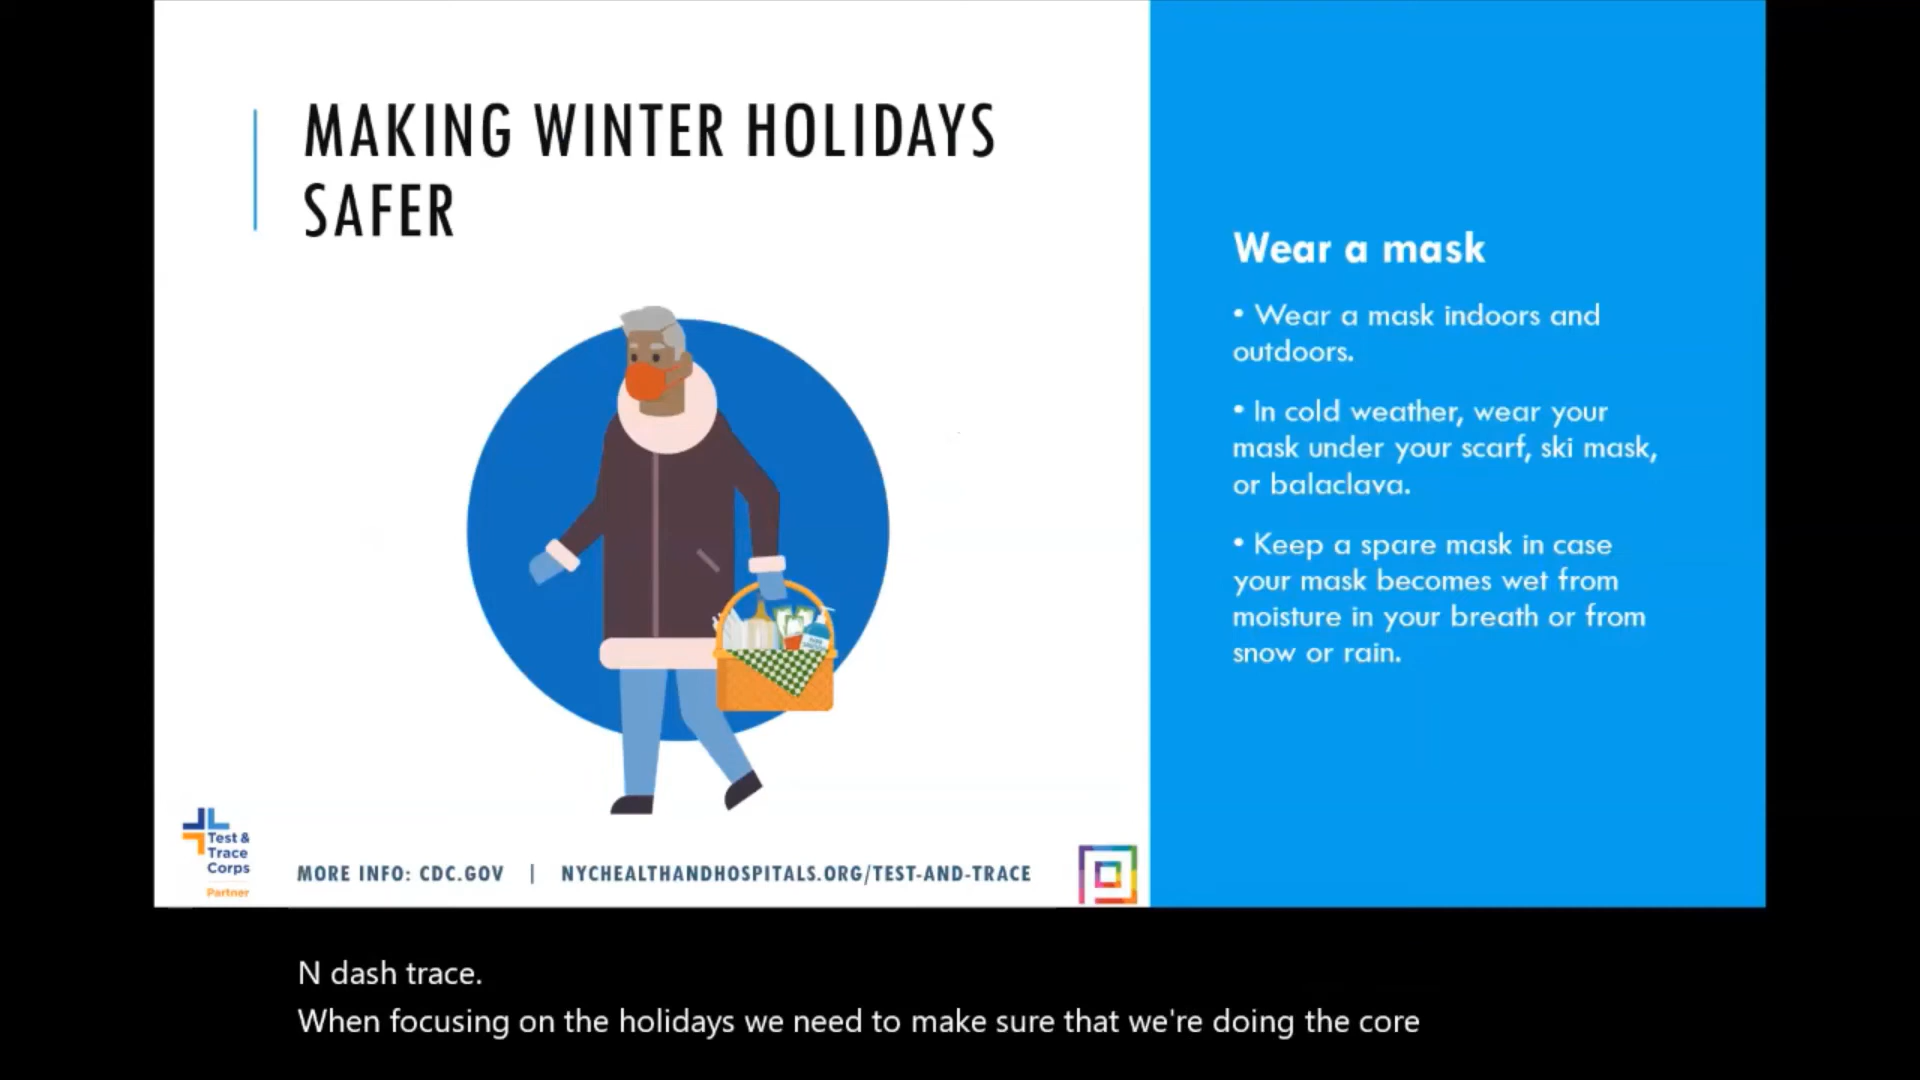 MAKING WINTER HOLIDAYS
SAFER
Wear a mask
• Wear a mask indoors and
outdoors.
• In cold weather, wear your
mask under your scarf, ski mask,
or balaclava.
• Keep a spare mask in case
your mask becomes wet from
moisture in your breath or from
snow or rain.
Test &
Trace
Corps
Partner
MORE INFO: CDC.GOV | NYCHEALTHANDHOSPITALS.ORG/TEST-AND-TRACE
N dash trace.
When focusing on the holidays we need to make sure that we're doing the core